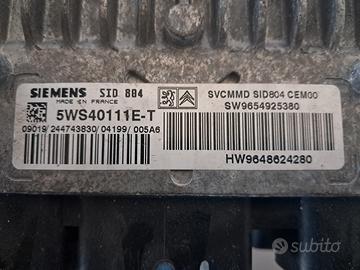 SIEMENS SID 804
MADE IN FRANCE
5WS40111E-T
09019/244743830/04199/005A6
SVCMMD SID804 CEM00
SW9654925380
HW9648624280
subito